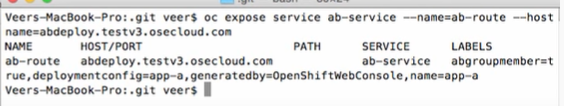 Veers-MacBook-Pro:.git veer$ oc expose service ab-service --name=ab-route --host
name=abdeploy.testv3.osecloud.com
NAME HOST/PORT PATH SERVICE LABELS
ab-route abdeploy.testv3.osecloud.com ab-service abgroupmember=t
rue,deploymentconfig=app-a,generatedby=OpenShiftWebConsole,name=app-a
Veers-MacBook-Pro:.git veer$